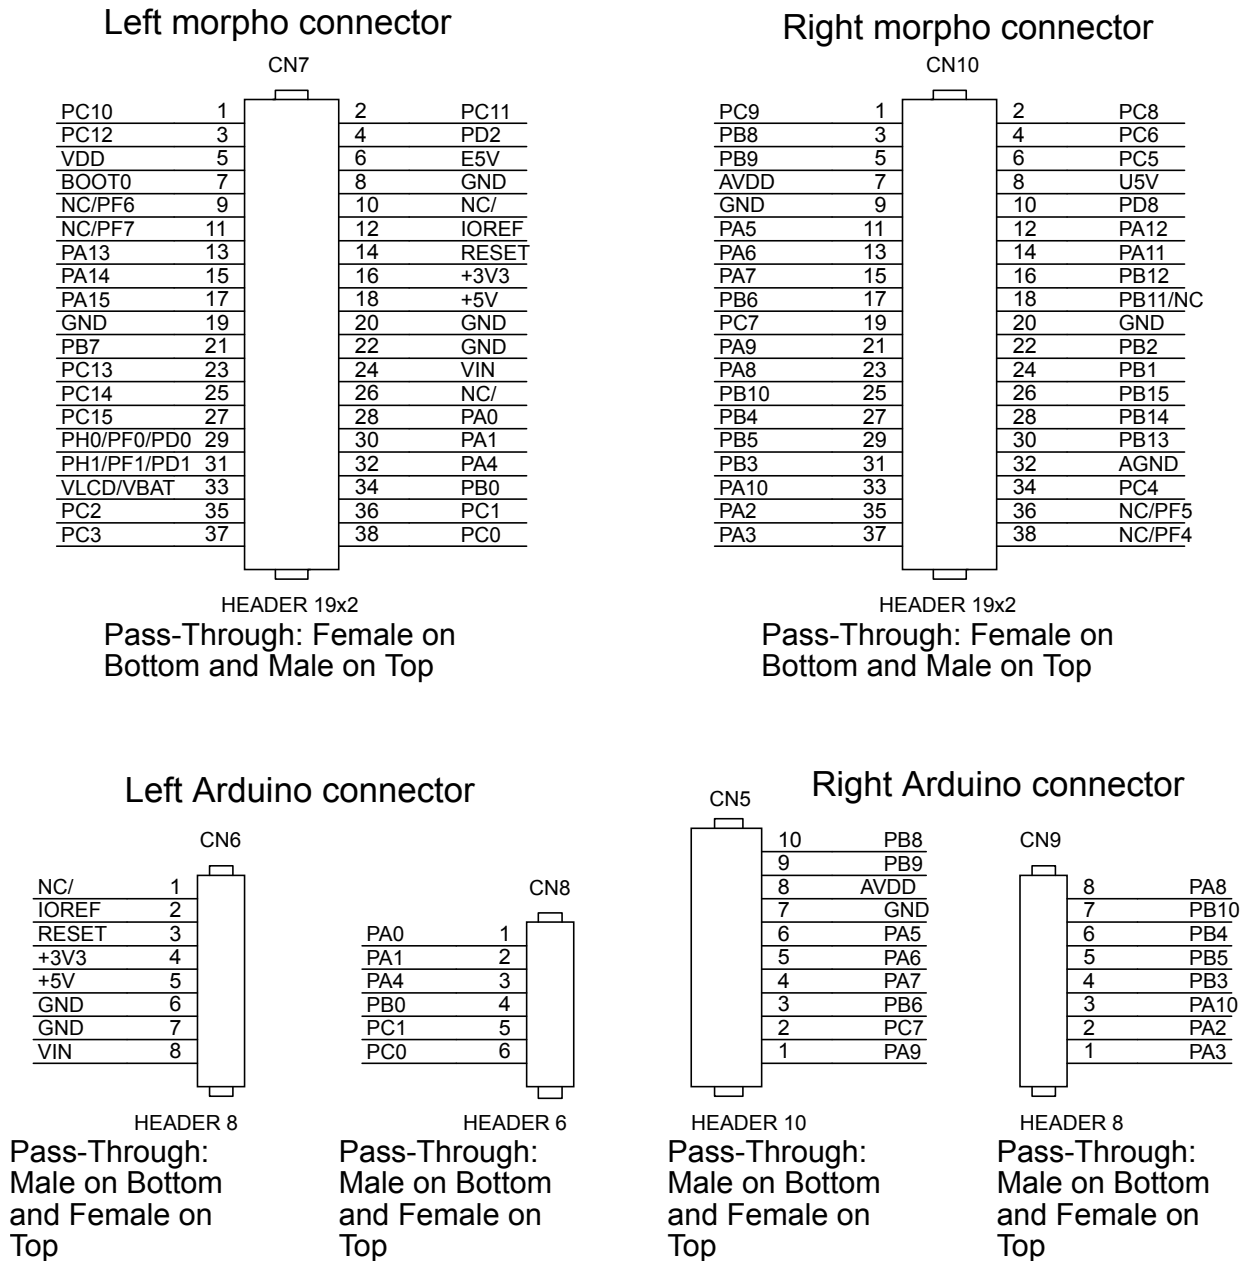 Left morpho connector
CN7
PC10 1 2 PC11
PC12 3 4 PD2
VDD 5 6 E5V
BOOT0 7 8 GND
NC/PF6 9 10 NC/
NC/PF7 11 12 IOREF
PA13 13 14 RESET
PA14 15 16 +3V3
PA15 17 18 +5V
GND 19 20 GND
PB7 21 22 GND
PC13 23 24 VIN
PC14 25 26 NC/
PC15 27 28 PA0
PH0/PF0/PD0 29 30 PA1
PH1/PF1/PD1 31 32 PA4
VLCD/VBAT 33 34 PB0
PC2 35 36 PC1
PC3 37 38 PC0
HEADER 19x2
Pass-Through: Female on
Bottom and Male on Top
Right morpho connector
CN10
PC9 1 2 PC8
PB8 3 4 PC6
PB9 5 6 PC5
AVDD 7 8 U5V
GND 9 10 PD8
PA5 11 12 PA12
PA6 13 14 PA11
PA7 15 16 PB12
PB6 17 18 PB11/NC
PC7 19 20 GND
PA9 21 22 PB2
PA8 23 24 PB1
PB10 25 26 PB15
PB4 27 28 PB14
PB5 29 30 PB13
PB3 31 32 AGND
PA10 33 34 PC4
PA2 35 36 NC/PF5
PA3 37 38 NC/PF4
HEADER 19x2
Pass-Through: Female on
Bottom and Male on Top
Left Arduino connector
CN6
NC/ 1
IOREF 2
RESET 3
+3V3 4
+5V 5
GND 6
GND 7
VIN 8
HEADER 8
Pass-Through:
Male on Bottom
and Female on
Top
CN8
PA0 1
PA1 2
PA4 3
PB0 4
PC1 5
PC0 6
HEADER 6
Pass-Through:
Male on Bottom
and Female on
Top
Right Arduino connector
CN5
10 PB8
9 PB9
8 AVDD
7 GND
6 PA5
5 PA6
4 PA7
3 PB6
2 PC7
1 PA9
HEADER 10
Pass-Through:
Male on Bottom
and Female on
Top
CN9
8 PA8
7 PB10
6 PB4
5 PB5
4 PB3
3 PA10
2 PA2
1 PA3
HEADER 8
Pass-Through:
Male on Bottom
and Female on
Top